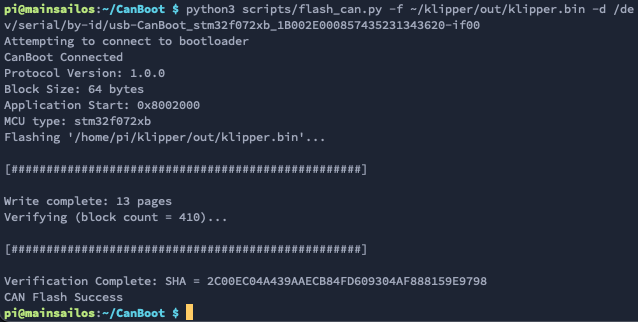 pi@mainsailos:~/CanBoot $ python3 scripts/flash_can.py -f ~/klipper/out/klipper.bin -d /de
v/serial/by-id/usb-CanBoot_stm32f072xb_1B002E000857435231343620-if00
Attempting to connect to bootloader
CanBoot Connected
Protocol Version: 1.0.0
Block Size: 64 bytes
Application Start: 0x8002000
MCU type: stm32f072xb
Flashing '/home/pi/klipper/out/klipper.bin'...
[##################################################]
Write complete: 13 pages
Verifying (block count = 410)...
[##################################################]
Verification Complete: SHA = 2C00EC04A439AAECB84FD609304AF888159E9798
CAN Flash Success
pi@mainsailos:~/CanBoot $